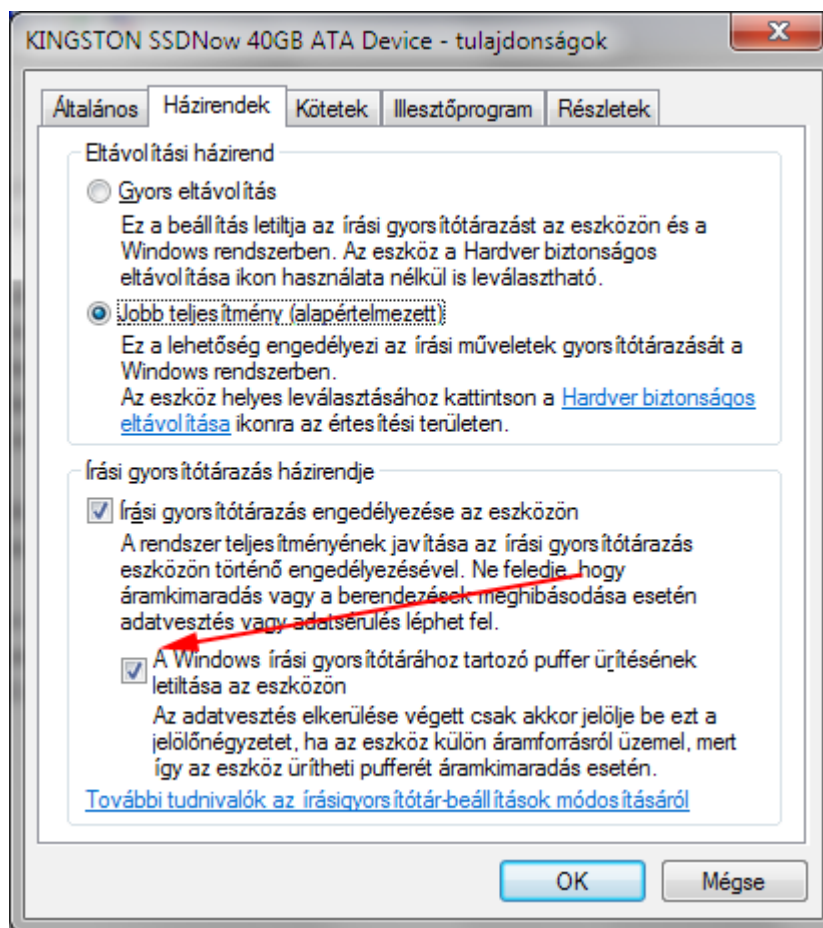 KINGSTON SSDNow 40GB ATA Device - tulajdonságok
Általános Házirendek Kötetek Illesztőprogram Részletek
Eltávolítási házirend
Gyors eltávolítás
Ez a beállítás letiltja az írási gyorsítótárazást az eszközön és a
Windows rendszerben. Az eszköz a Hardver biztonságos
eltávolítása ikon használata nélkül is leválasztható.
Jobb teljesítmény (alapértelmezett)
Ez a lehetőség engedélyezi az írási műveletek gyorsítótárazását a
Windows rendszerben.
Az eszköz helyes leválasztásához kattintson a Hardver biztonságos
eltávolítása ikonra az értesítési területen.
Írási gyorsítótárazás házirendje
Írási gyorsítótárazás engedélyezése az eszközön
A rendszer teljesítményének javítása az írási gyorsítótárazás
eszközön történő engedélyezésével. Ne feledje, hogy
áramkimaradás vagy a berendezések meghibásodása esetén
adatvesztés vagy adatsérülés léphet fel.
A Windows írási gyorsítótárához tartozó puffer ürítésének
letiltása az eszközön
Az adatvesztés elkerülése végett csak akkor jelölje be ezt a
jelölőnégyzetet, ha az eszköz külön áramforrásról üzemel, mert
így az eszköz ürítheti pufferét áramkimaradás esetén.
További tudnivalók az írásigyorsítótár-beállítások módosításáról
OK Mégse